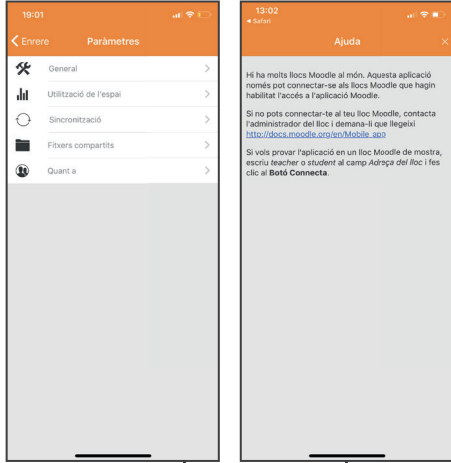 19:01
Enrere
Paràmetres
General
Utilització de l'espai
Sincronització
Fitxers compartits
Quant a
13:02
Safari
Ajuda
Hi ha molts llocs Moodle al món. Aquesta aplicació
només pot connectar-se als llocs Moodle que hagin
habilitat l'accés a l'aplicació Moodle.
Si no pots connectar-te al teu lloc Moodle, contacta
l'administrador del lloc i demana-li que llegeixi
http://docs.moodle.org/en/Mobile_app
Si vols provar l'aplicació en un lloc Moodle de mostra,
escriu teacher o student al camp Adreça del lloc i fes
clic al Botó Connecta.